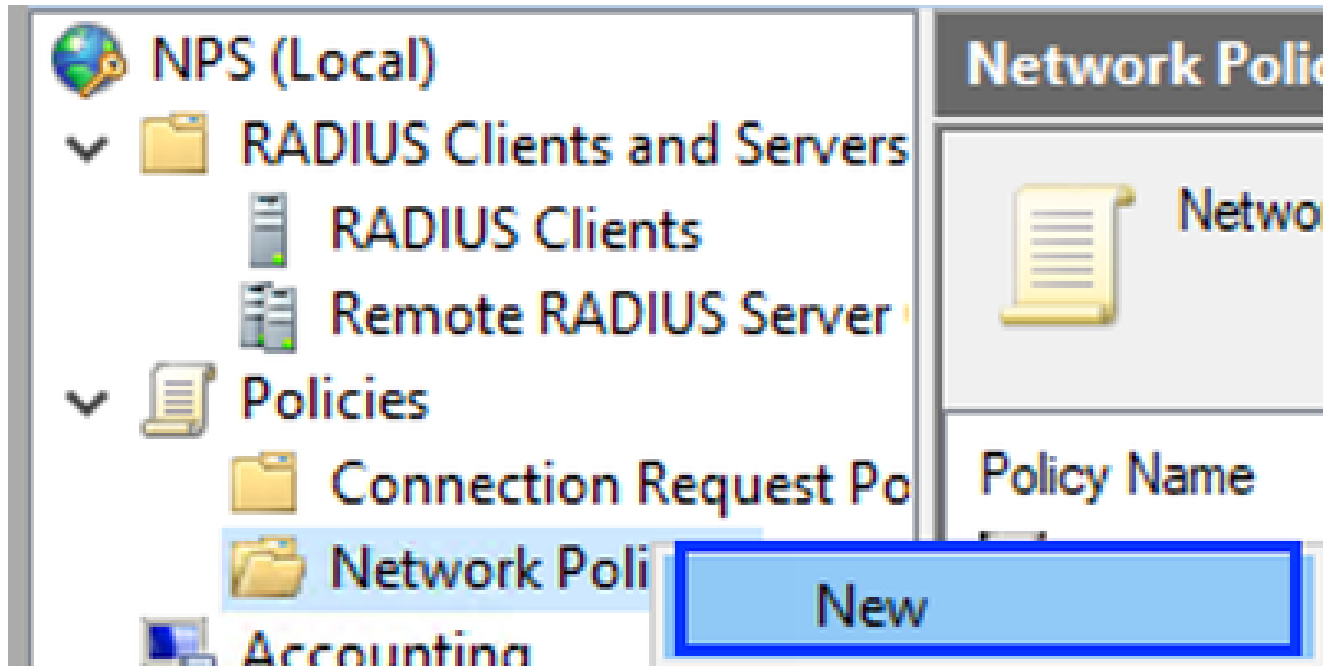 NPS (Local)
RADIUS Clients and Servers
RADIUS Clients
Remote RADIUS Server
Policies
Connection Request Po
Network Poli
Accounting
New
Network Polic
Networ
Policy Name